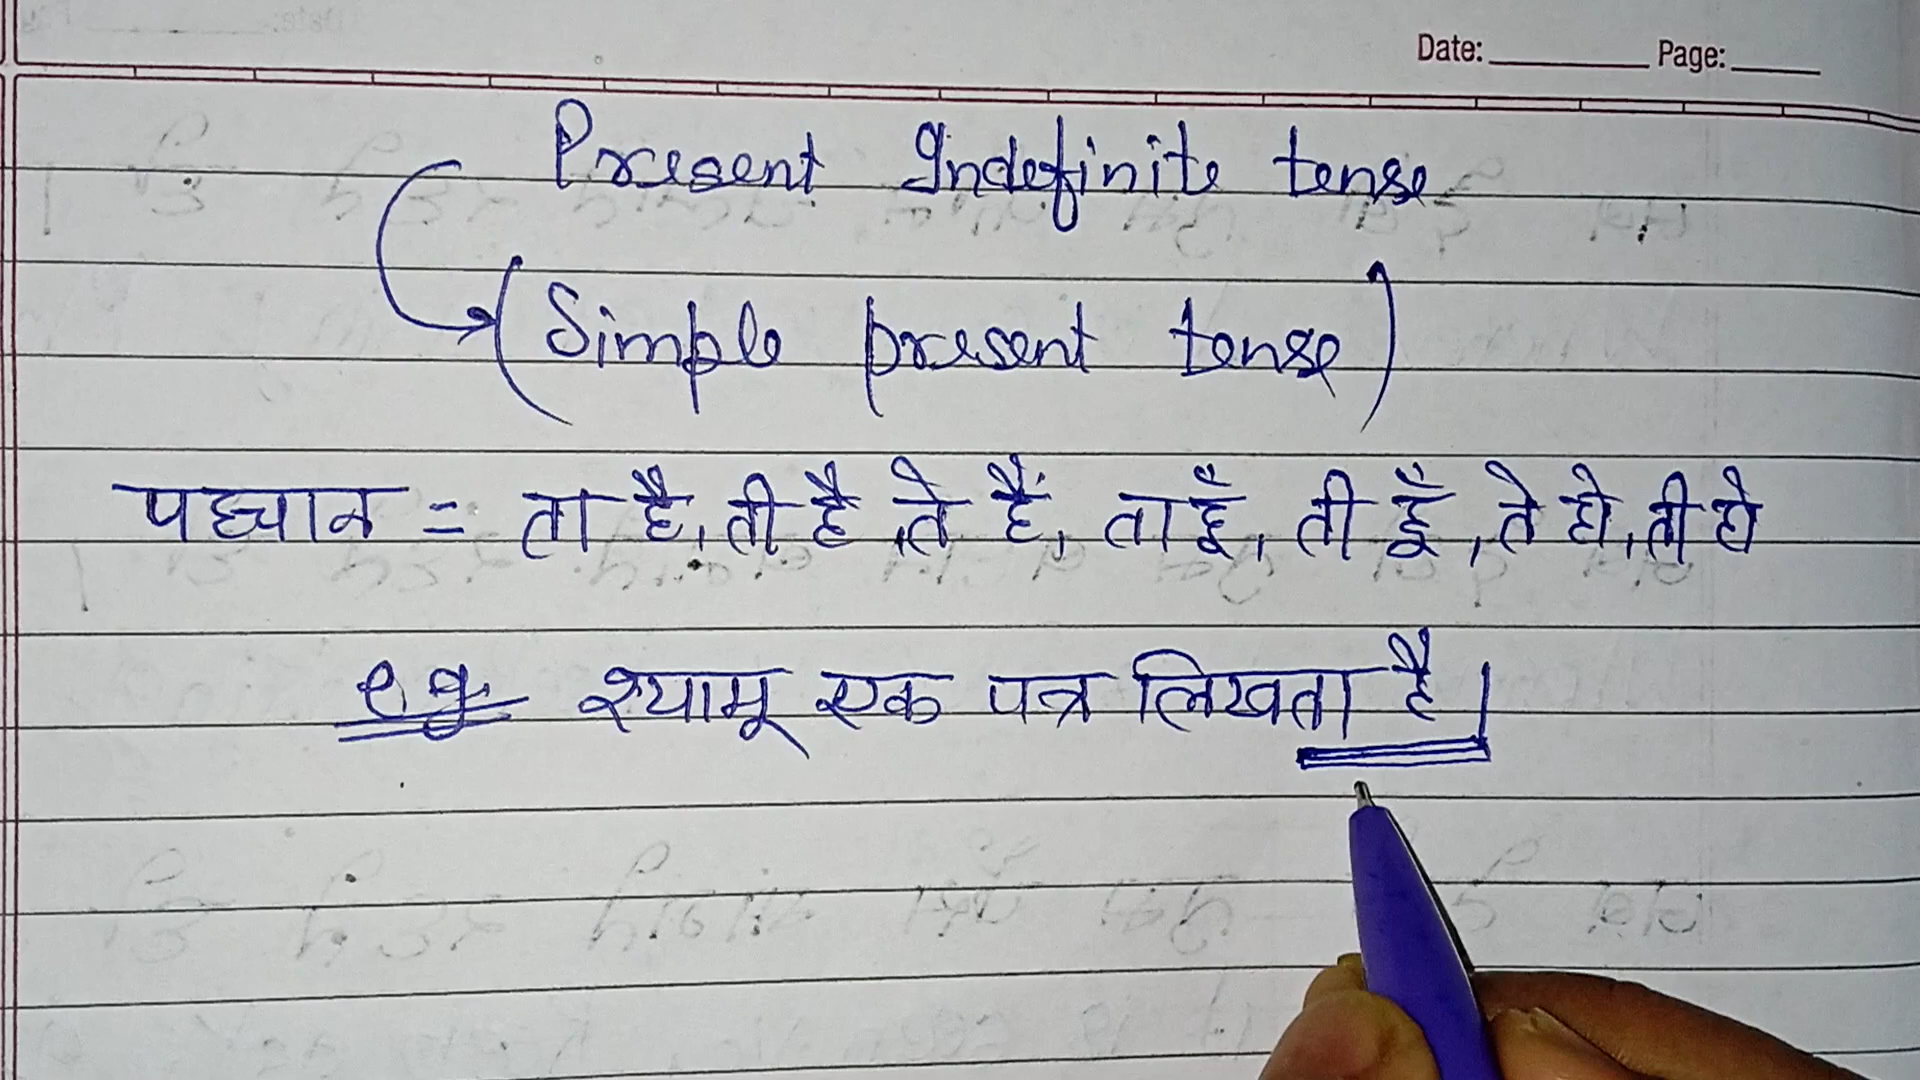 Date: Page:
Present Indefinite tense
(Simple present tense)
पहचान = ता है, ती है, ते हैं, ता हूँ, ती हूँ, ते हो, ती हो
e.g. श्यामू एक पत्र लिखता है।